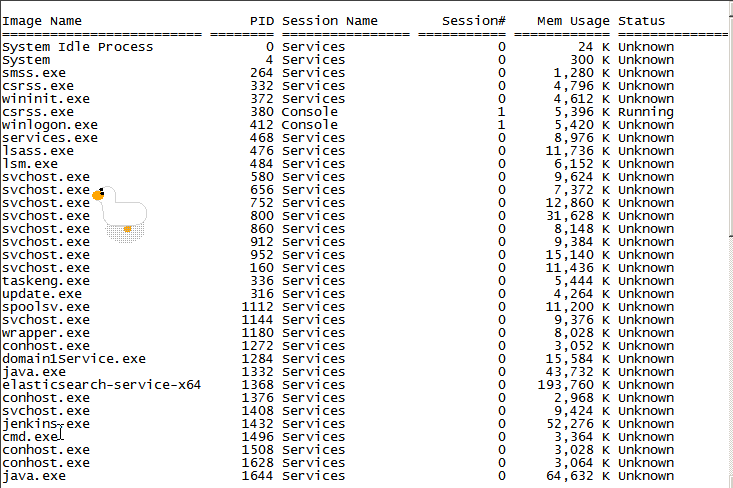 Image Name PID Session Name Session# Mem Usage Status
========================= ======== ================ =========== ============ ===============
System Idle Process 0 Services 0 24 K Unknown
System 4 Services 0 300 K Unknown
smss.exe 264 Services 0 1,280 K Unknown
csrss.exe 332 Services 0 4,796 K Unknown
wininit.exe 372 Services 0 4,612 K Unknown
csrss.exe 380 Console 1 5,396 K Running
winlogon.exe 412 Console 1 5,420 K Unknown
services.exe 468 Services 0 8,976 K Unknown
lsass.exe 476 Services 0 11,736 K Unknown
lsm.exe 484 Services 0 6,152 K Unknown
svchost.exe 580 Services 0 9,624 K Unknown
svchost.exe 656 Services 0 7,372 K Unknown
svchost.exe 752 Services 0 12,860 K Unknown
svchost.exe 800 Services 0 31,628 K Unknown
svchost.exe 860 Services 0 8,148 K Unknown
svchost.exe 912 Services 0 9,384 K Unknown
svchost.exe 952 Services 0 15,140 K Unknown
svchost.exe 160 Services 0 11,436 K Unknown
taskeng.exe 336 Services 0 5,444 K Unknown
update.exe 316 Services 0 4,264 K Unknown
spoolsv.exe 1112 Services 0 11,200 K Unknown
svchost.exe 1144 Services 0 9,376 K Unknown
wrapper.exe 1180 Services 0 8,028 K Unknown
conhost.exe 1272 Services 0 3,052 K Unknown
domain1Service.exe 1284 Services 0 15,584 K Unknown
java.exe 1332 Services 0 43,732 K Unknown
elasticsearch-service-x64 1368 Services 0 193,760 K Unknown
conhost.exe 1376 Services 0 2,968 K Unknown
svchost.exe 1408 Services 0 9,424 K Unknown
jenkins.exe 1432 Services 0 52,276 K Unknown
cmd.exe 1496 Services 0 3,364 K Unknown
conhost.exe 1508 Services 0 3,028 K Unknown
conhost.exe 1628 Services 0 3,064 K Unknown
java.exe 1644 Services 0 64,632 K Unknown